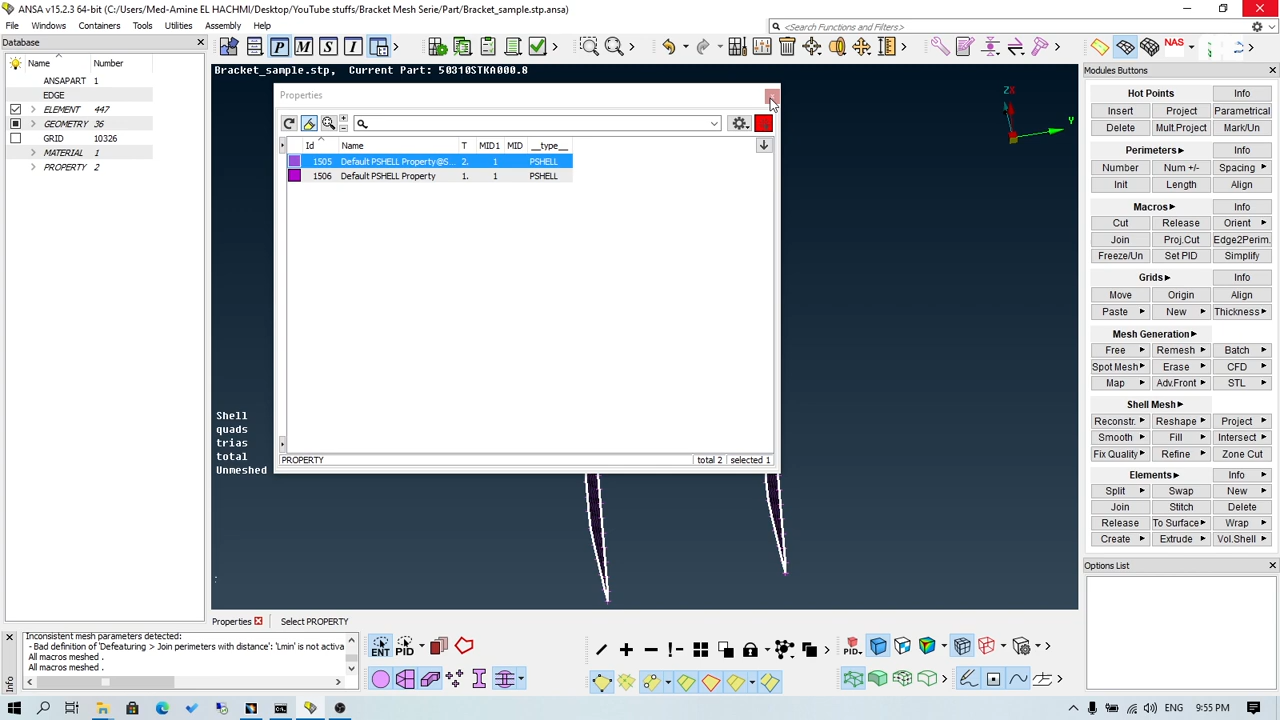 ANSA v15.2.3 64-bit (C:/Users/Med-Amine EL HACHMI/Desktop/YouTube stuffs/Bracket Mesh Serie/Part/Bracket_sample.stp.ansa)
File Windows Containers Tools Utilities Assembly Help
<Search ANSA Functions>
Database
P M S I
NAS
Name Number
ANSAPART 1
EDGE
ELEMENT 447
GEOMETRY 36
GRID 10326
MATERIAL 1
PROPERTY 2
Bracket_sample.stp, Current Part: 50310STKA000.8
Properties
Id Name T MID1 MID __type__
1505 Default PSHELL Property@S... 2. 1 PSHELL
1506 Default PSHELL Property 1. 1 PSHELL
PROPERTY total 2 selected 1
Shell
quads
trias
total
Unmeshed
:
ZX
Y
Modules Buttons
Hot Points Info
Insert Project Parametrical
Delete Mult.Project Mark/Un
Perimeters Info
Number Num +/- Spacing
Init Length Align
Macros Info
Cut Release Orient
Join Proj.Cut Edge2Perim.
Freeze/Un Set PID Simplify
Grids Info
Move Origin Align
Paste New Thickness
Mesh Generation
Free Remesh Batch
Spot Mesh Erase CFD
Map Adv.Front STL
Shell Mesh
Reconstr. Reshape Project
Smooth Fill Intersect
Fix Quality Refine Zone Cut
Elements Info
Split Swap New
Join Stitch Delete
Release To Surface Wrap
Create Extrude Vol.Shell
Options List
Properties Select PROPERTY
Info
Inconsistent mesh parameters detected:
- Bad definition of 'Defeaturing > Join perimeters with distance': 'Lmin' is not activa
All macros meshed .
All macros meshed .
ENT PID
PID
ENG 9:55 PM